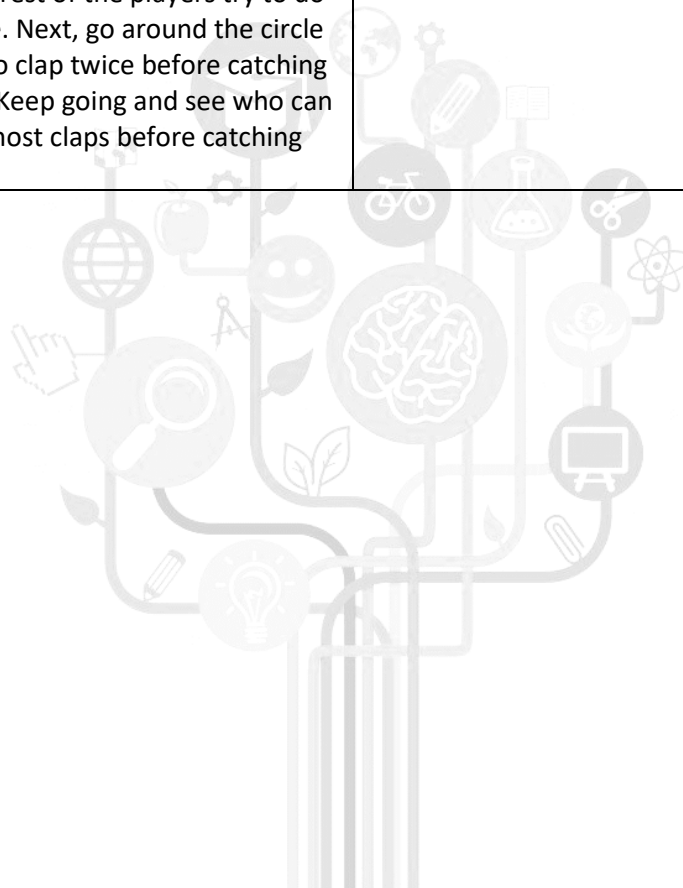 rest of the players try to do
. Next, go around the circle
o clap twice before catching
Keep going and see who can
most claps before catching